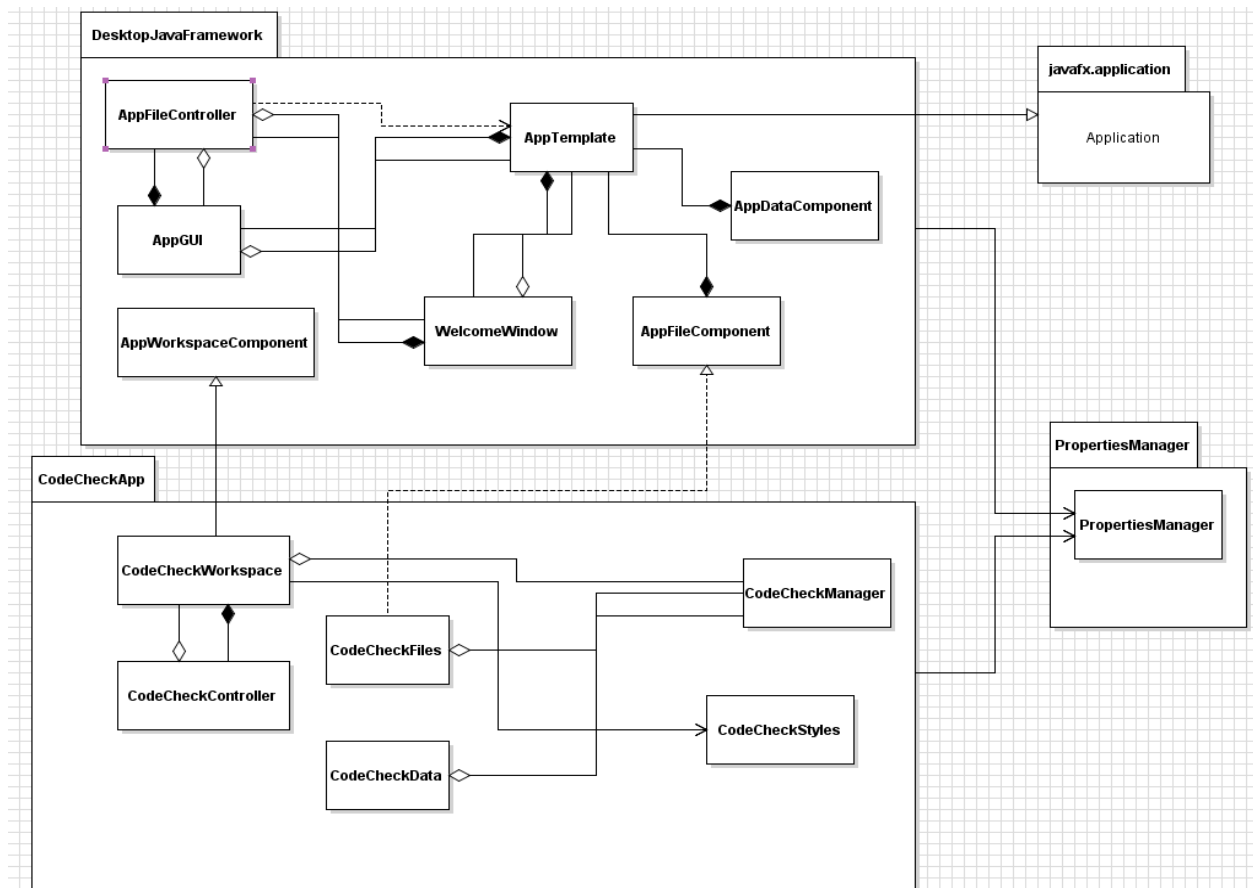 DesktopJavaFramework
javafx.application
Application
AppFileController
AppTemplate
AppDataComponent
AppGUI
AppWorkspaceComponent
WelcomeWindow
AppFileComponent
PropertiesManager
PropertiesManager
CodeCheckApp
CodeCheckWorkspace
CodeCheckManager
CodeCheckFiles
CodeCheckController
CodeCheckStyles
CodeCheckData